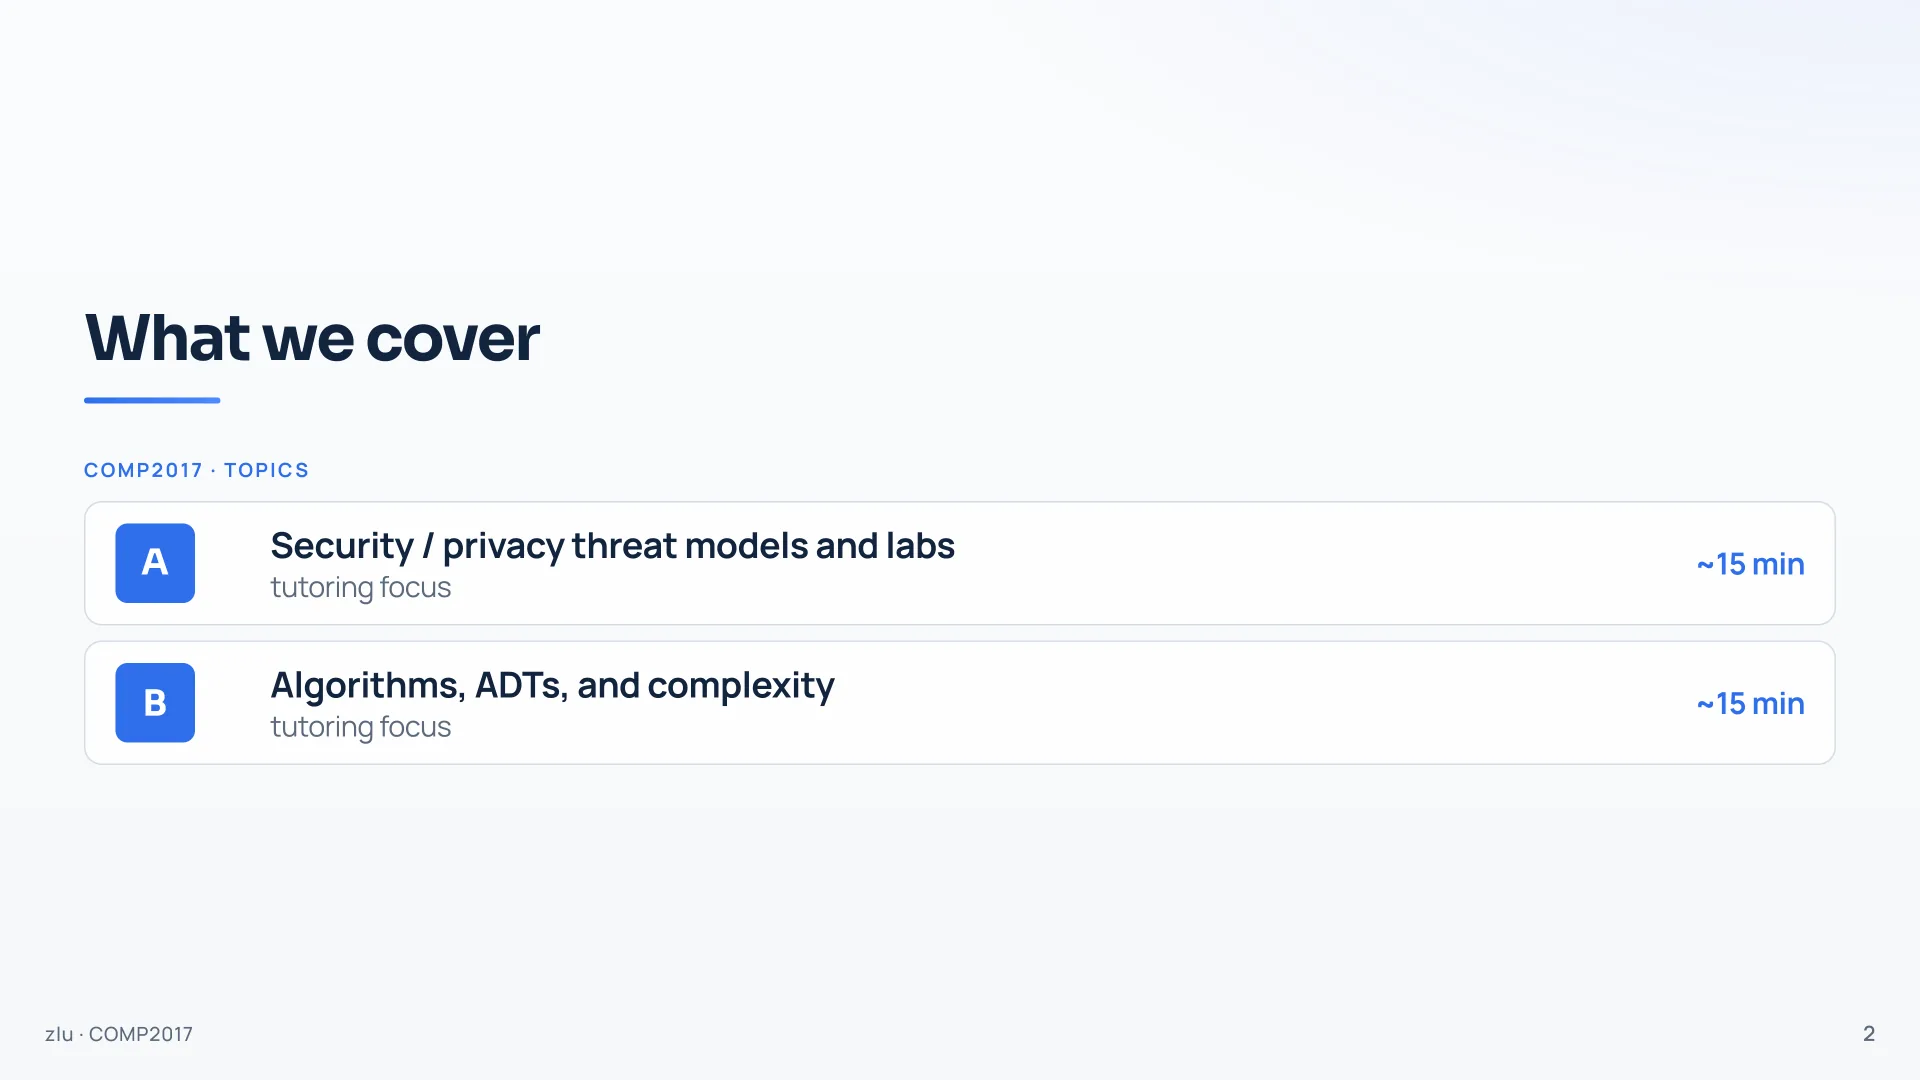 What we cover
COMP2017 · TOPICS
A
Security / privacy threat models and labs
tutoring focus
~15 min
B
Algorithms, ADTs, and complexity
tutoring focus
~15 min
zlu · COMP2017
2